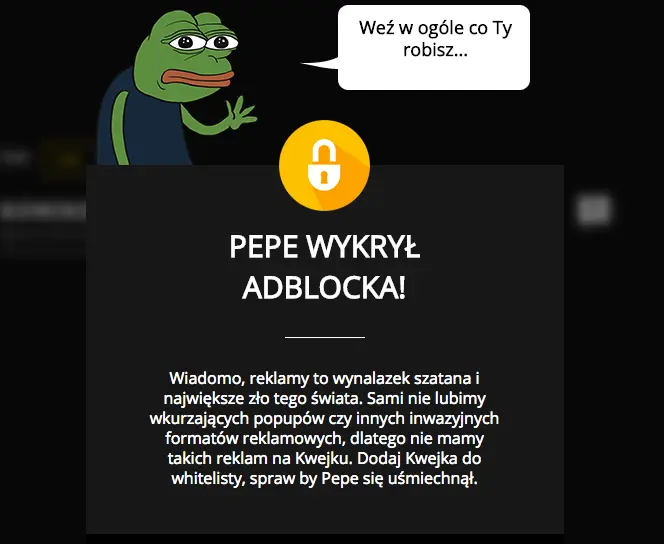 Weź w ogóle co Ty
robisz...
PEPE WYKRYŁ
ADBLOCKA!
Wiadomo, reklamy to wynalazek szatana i
największe zło tego świata. Sami nie lubimy
wkurzających popupów czy innych inwazyjnych
formatów reklamowych, dlatego nie mamy
takich reklam na Kwejku. Dodaj Kwejka do
whitelisty, spraw by Pepe się uśmiechnął.